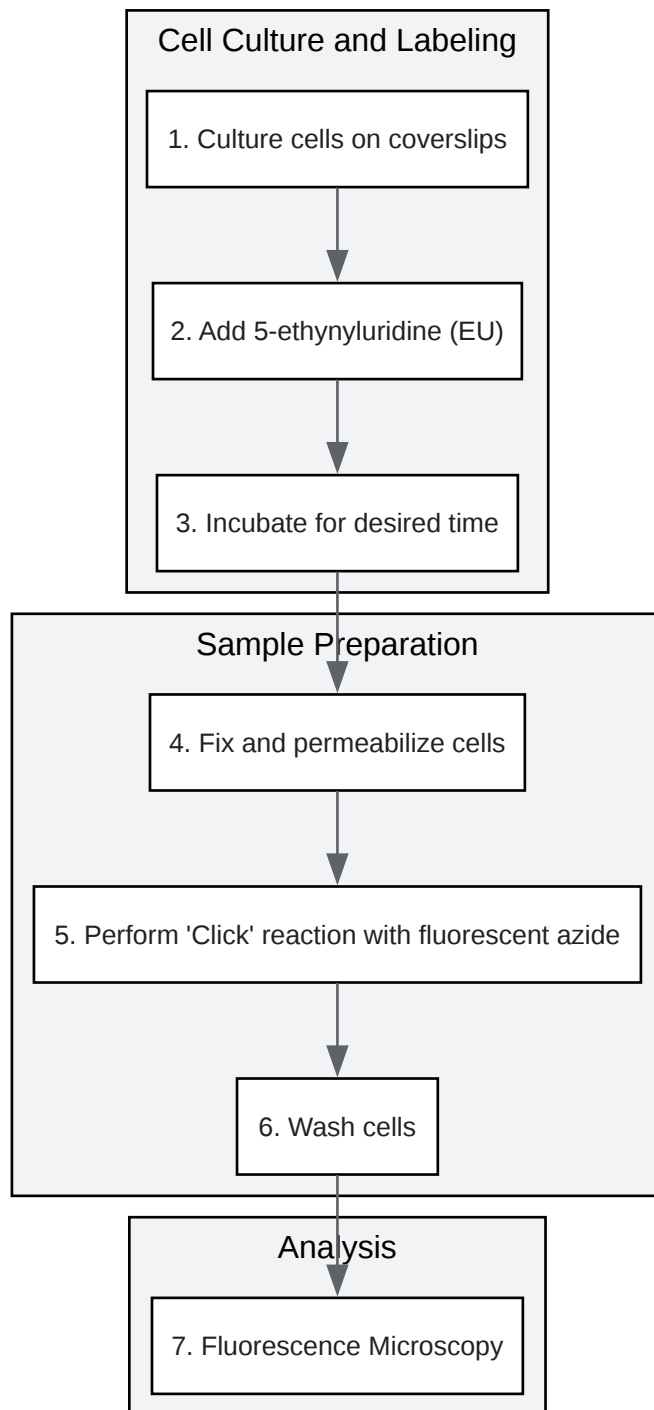 Cell Culture and Labeling
1. Culture cells on coverslips
2. Add 5-ethynyluridine (EU)
3. Incubate for desired time
Sample Preparation
4. Fix and permeabilize cells
5. Perform 'Click' reaction with fluorescent azide
6. Wash cells
Analysis
7. Fluorescence Microscopy